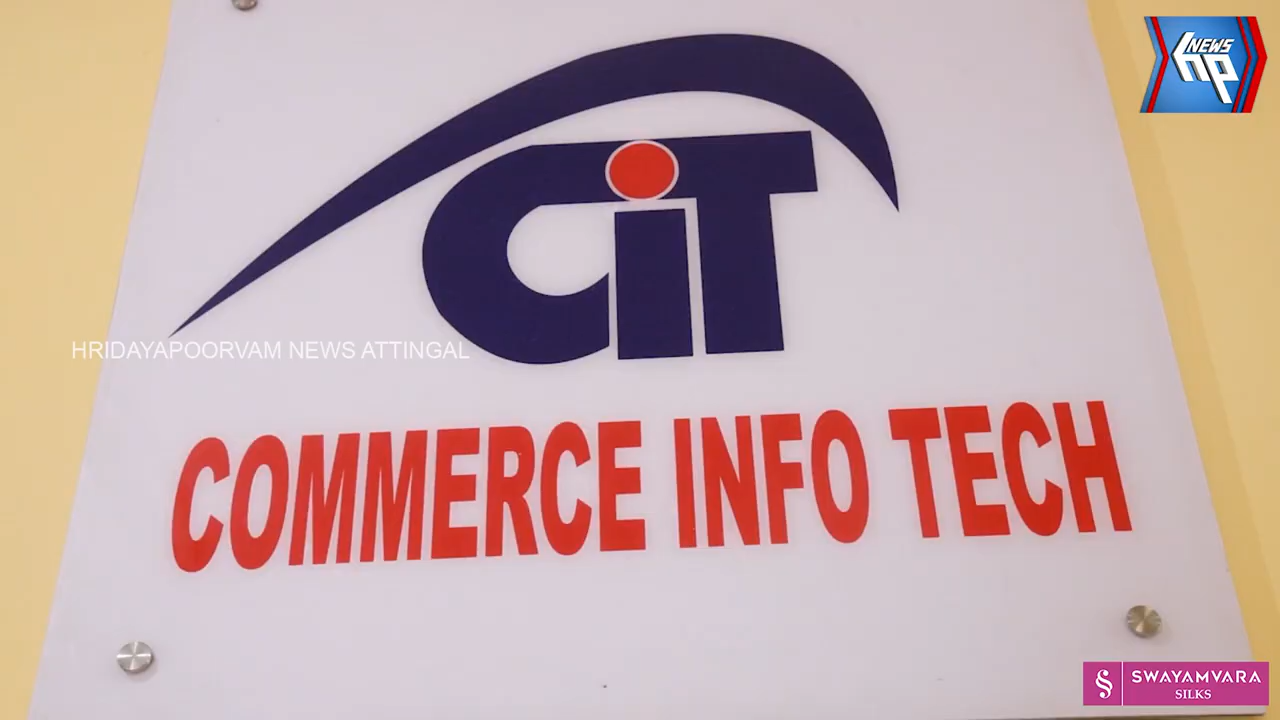 NEWS
hp
CiT
HRIDAYAPOORVAM NEWS ATTINGAL
COMMERCE INFO TECH
SWAYAMVARA
SILKS